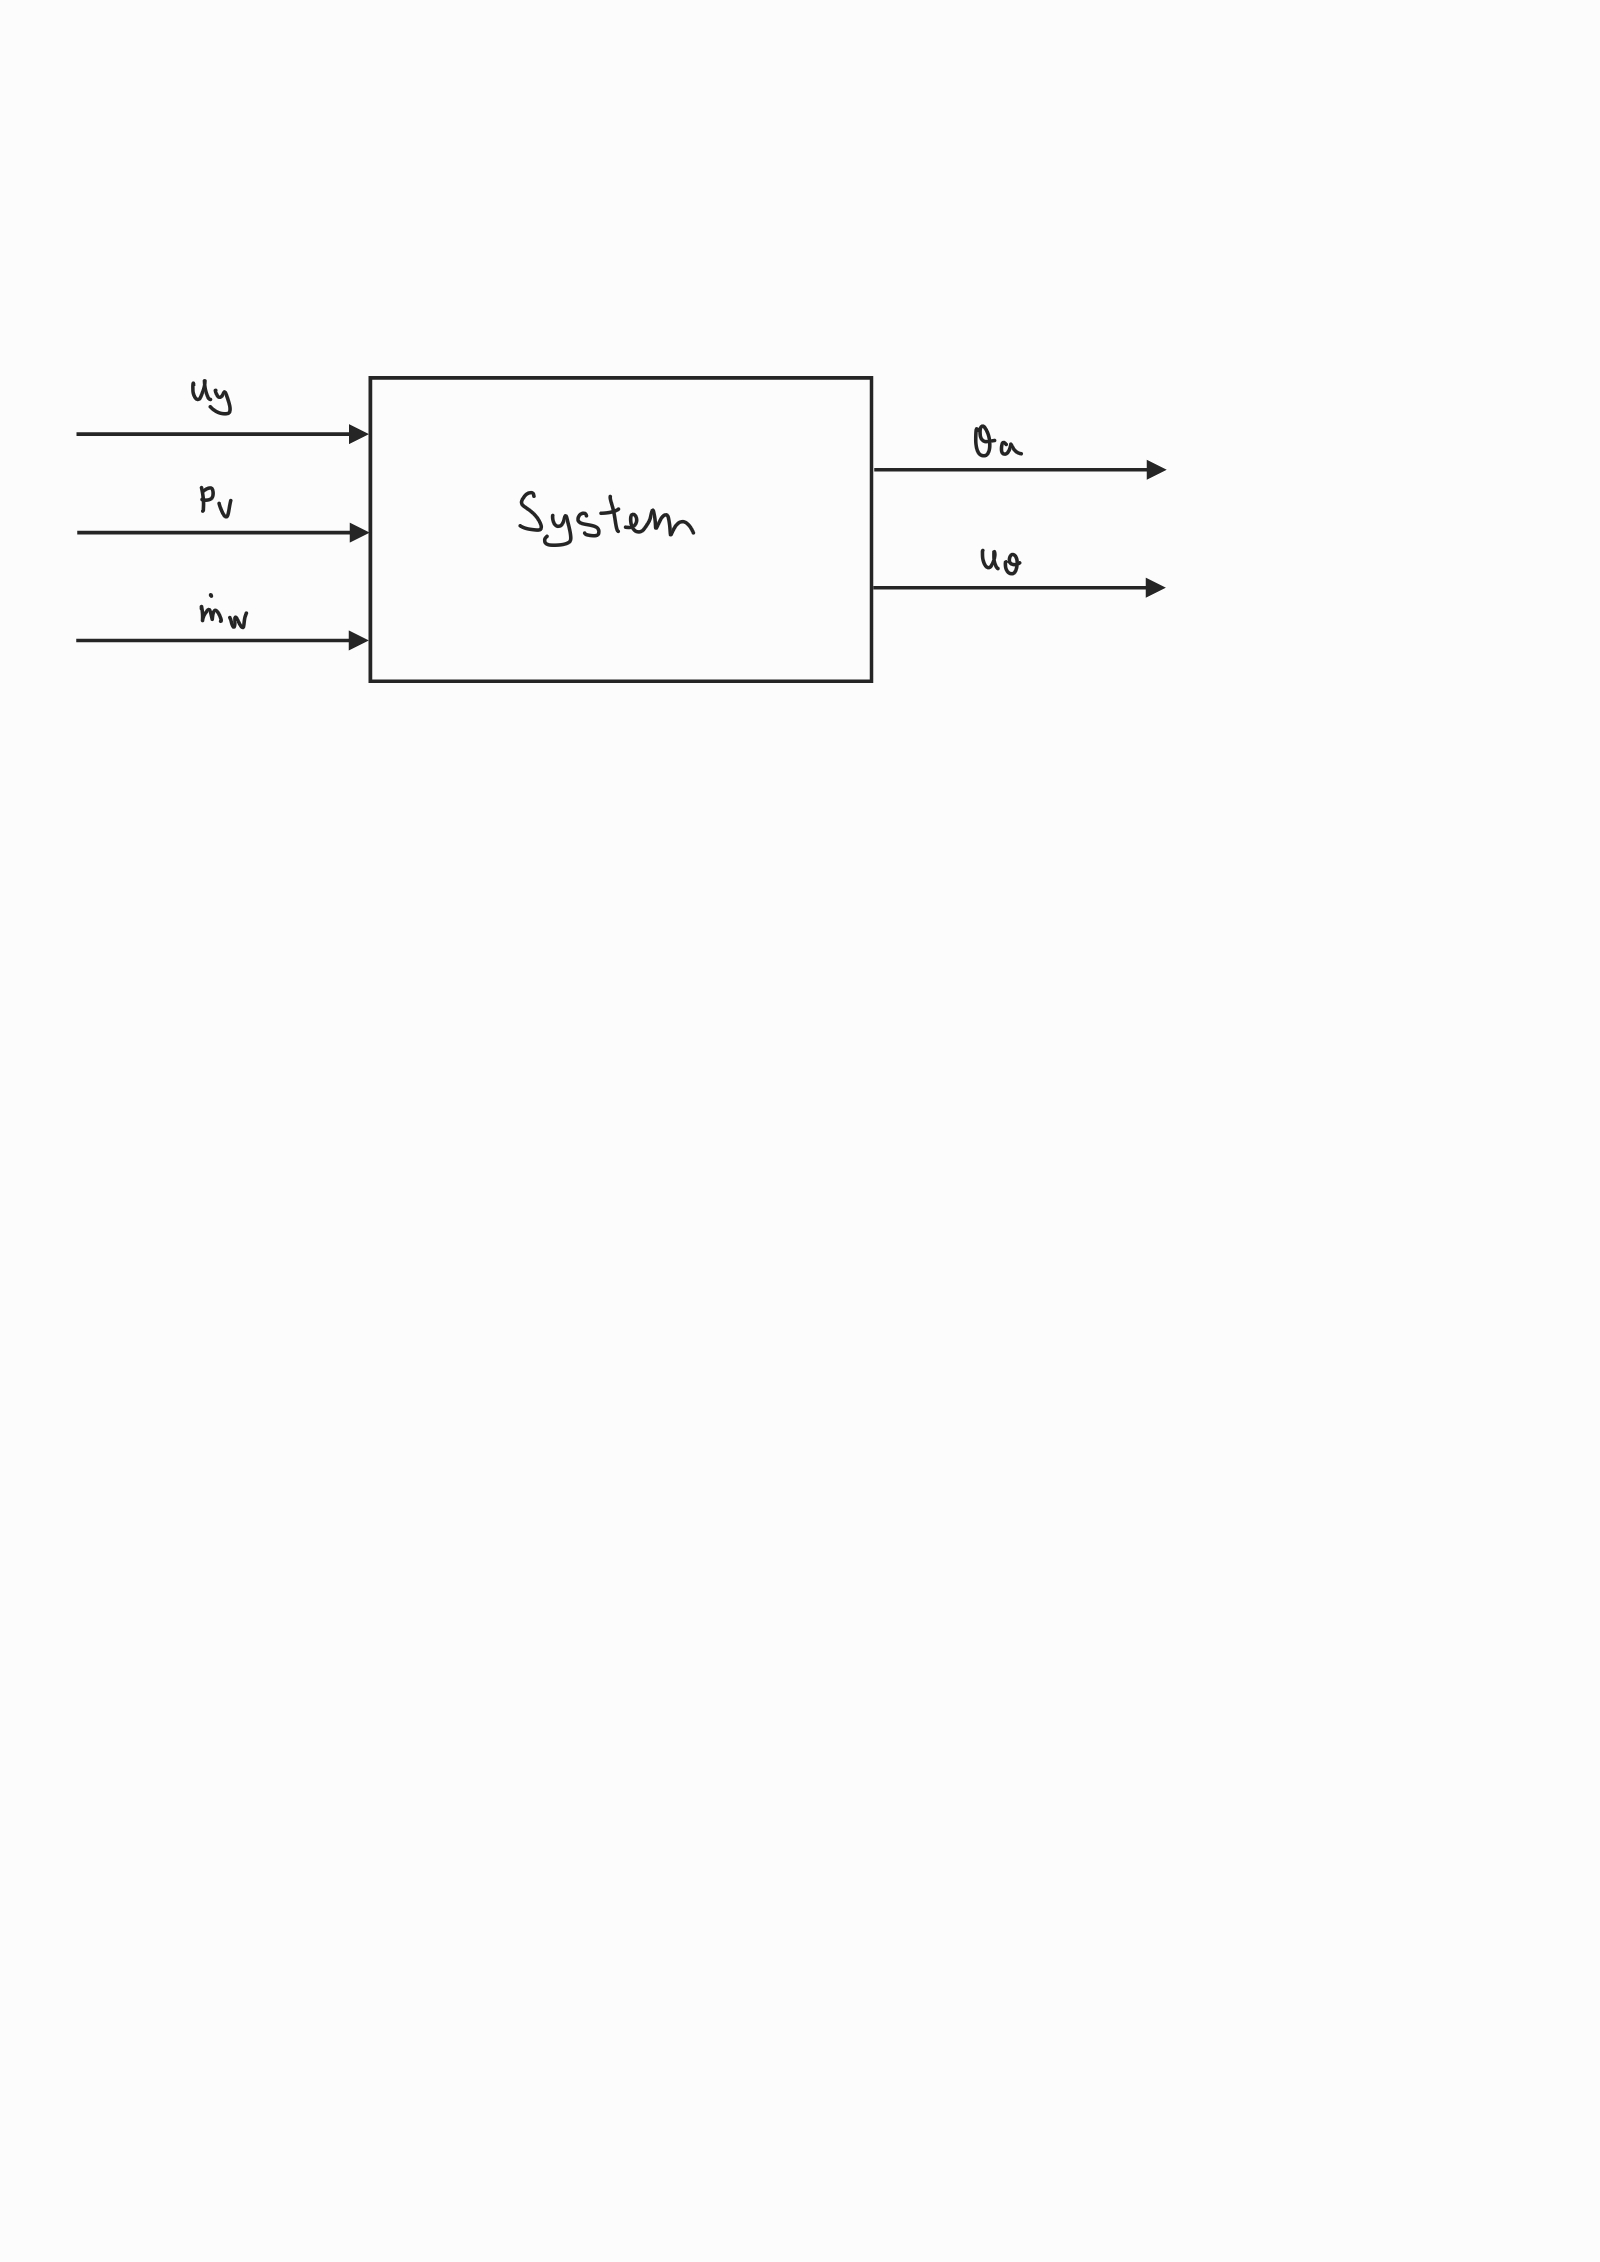 u_y
p_v
ṁ_w
System
θ_a
u_θ